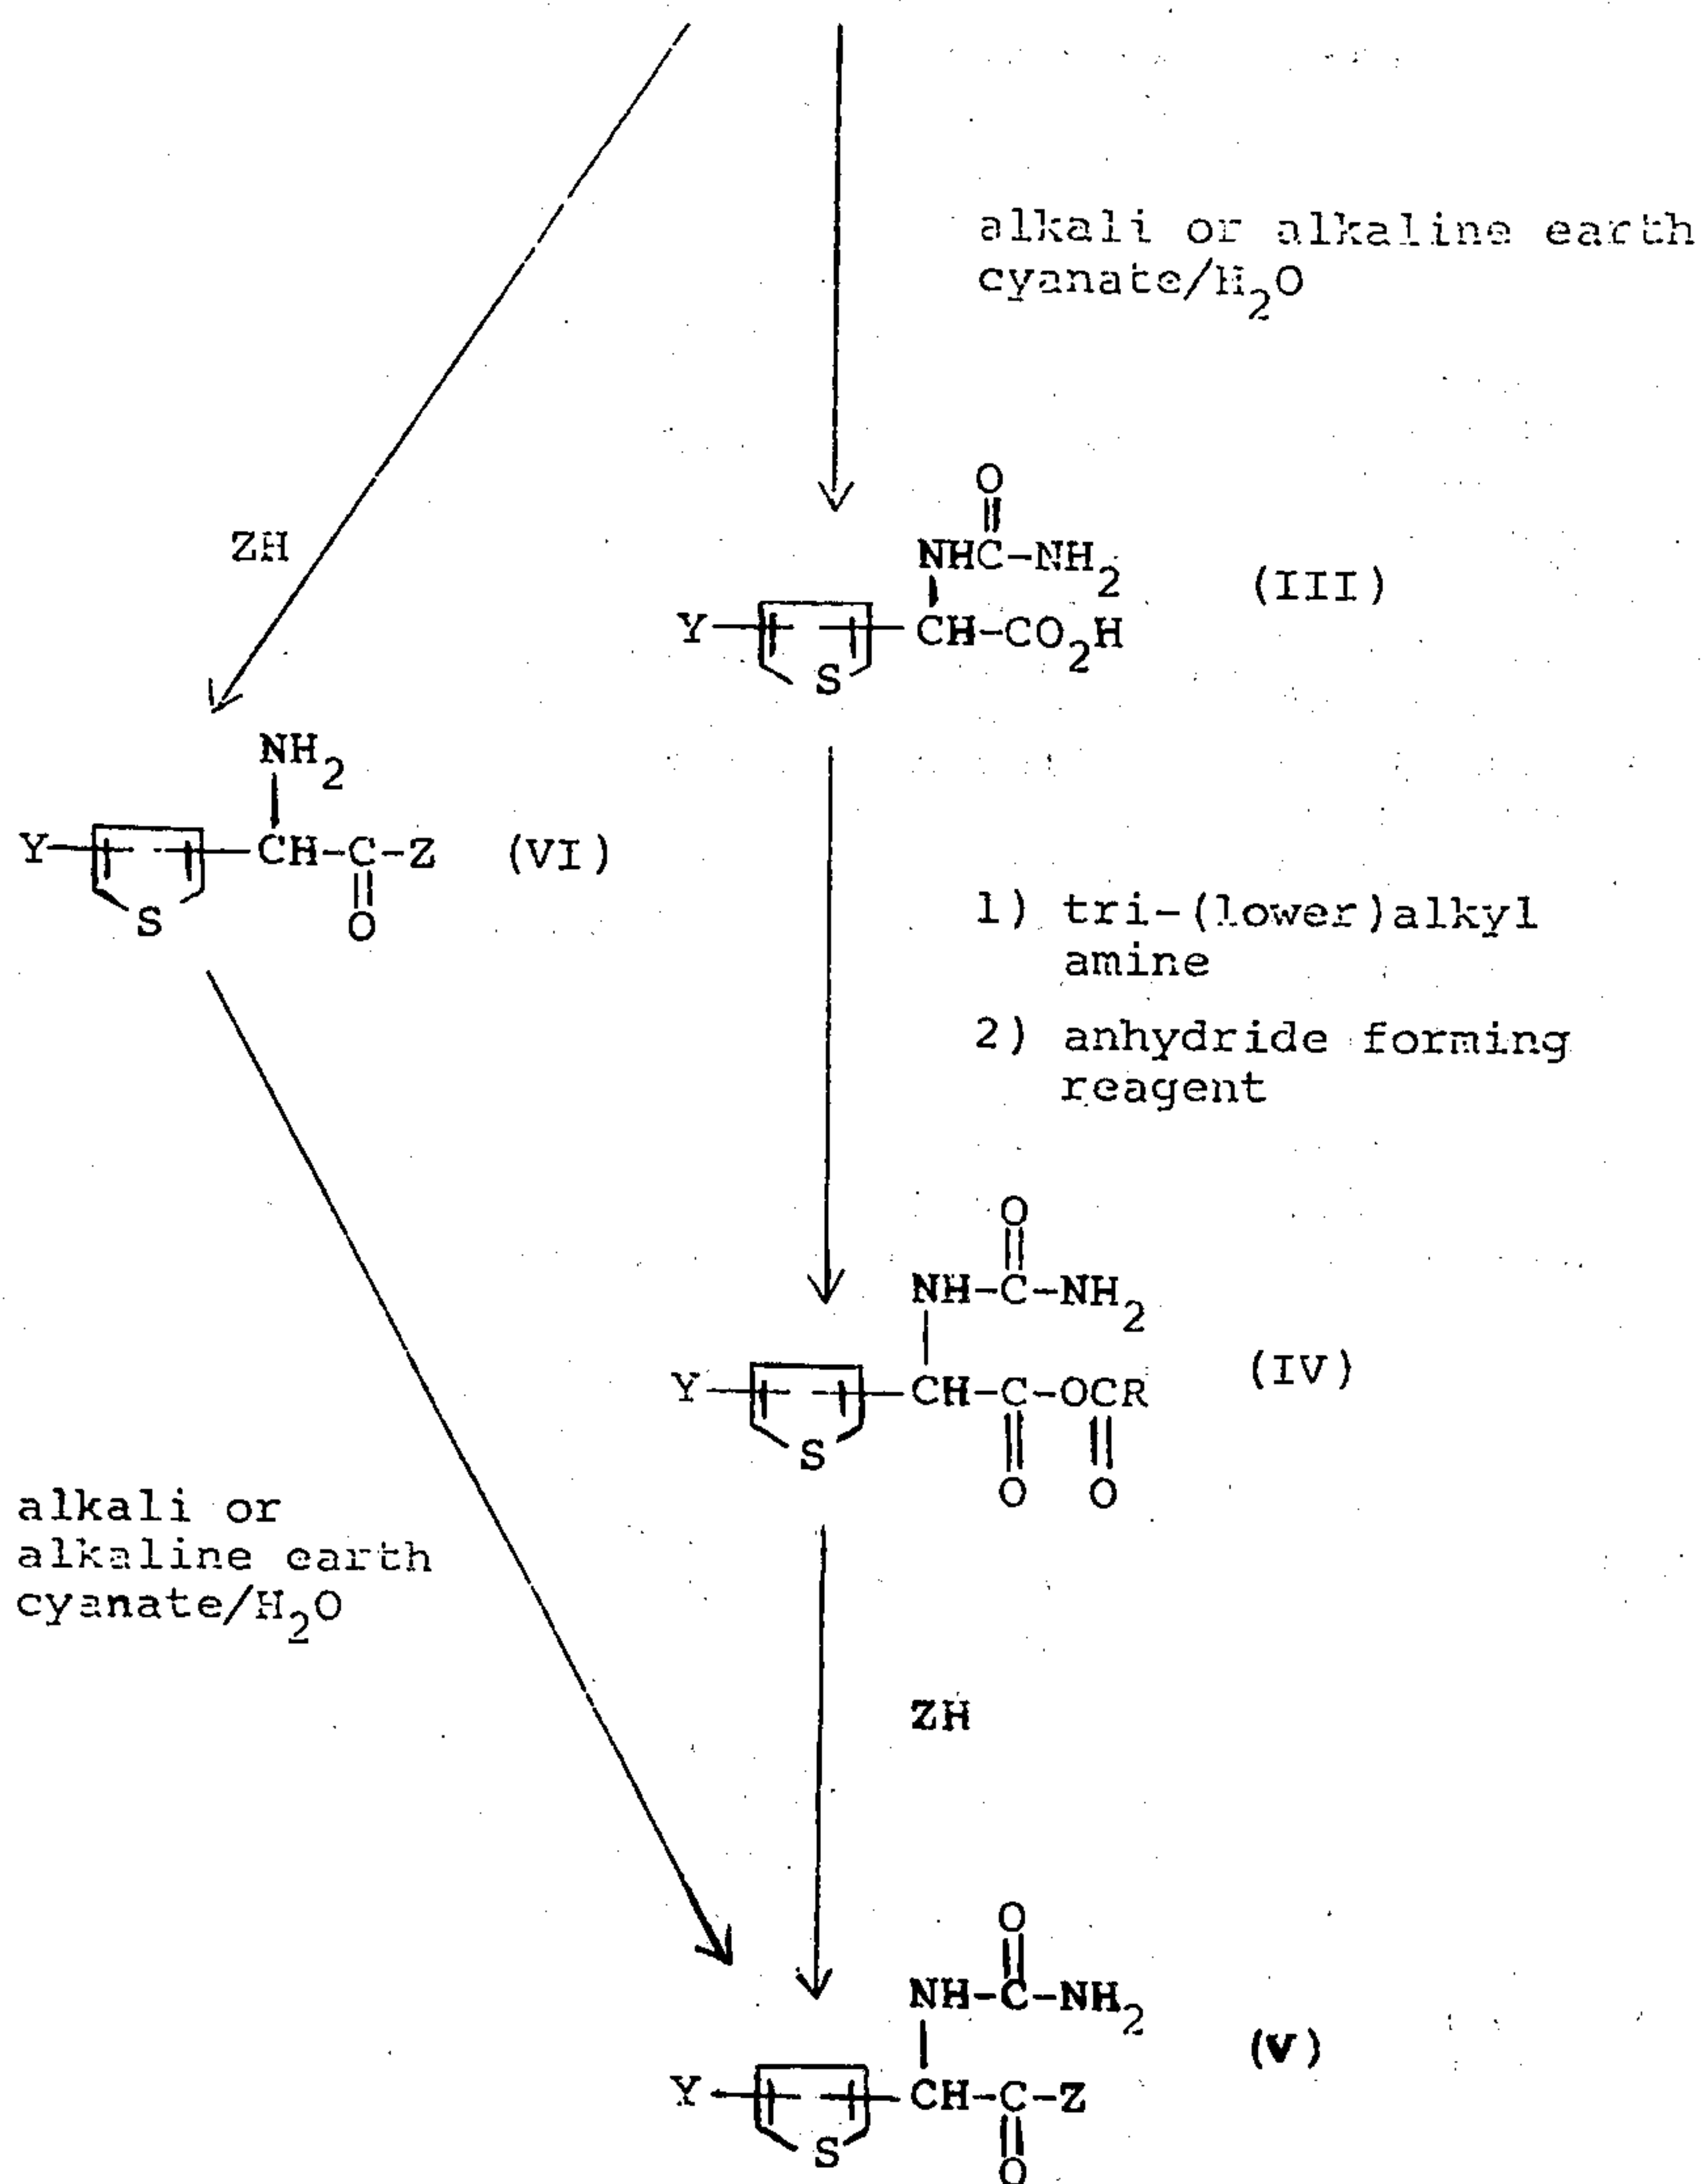 alkali or alkaline earth
cyanate/H2O
ZH
O
NHC-NH2
(III)
Y
CH-CO2H
S
NH2
Y
CH-C-Z
(VI)
S
O
1) tri-(lower)alkyl
amine
2) anhydride forming
reagent
O
NH-C-NH2
(IV)
Y
CH-C-OCR
S
O
O
alkali or
alkaline earth
cyanate/H2O
ZH
O
NH-C-NH2
(V)
Y
CH-C-Z
S
O